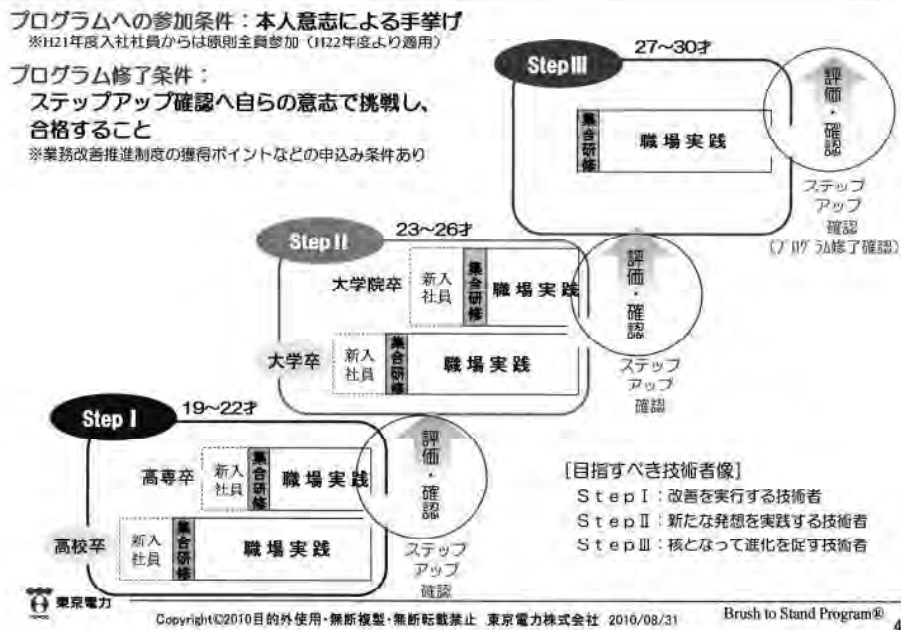 プログラムへの参加条件：本人意志による手挙げ
※H21年度入社社員からは原則全員参加（H22年度より適用）
プログラム修了条件：
ステップアップ確認へ自らの意志で挑戦し、
合格すること
※業務改善推進制度の獲得ポイントなどの申込み条件あり
StepⅢ
27～30才
集合研修
職場実践
評価・確認
ステップ
アップ
確認
(プログラム修了確認)
StepⅡ
23～26才
大学院卒
新入
社員
集合研修
職場実践
大学卒
新入
社員
集合研修
職場実践
評価・確認
ステップ
アップ
確認
StepⅠ
19～22才
高専卒
新入
社員
集合研修
職場実践
高校卒
新入
社員
集合研修
職場実践
評価・確認
ステップ
アップ
確認
[目指すべき技術者像]
StepⅠ：改善を実行する技術者
StepⅡ：新たな発想を実践する技術者
StepⅢ：核となって進化を促す技術者
東京電力
Copyright©2010目的外使用・無断複製・無断転載禁止 東京電力株式会社 2010/08/31
Brush to Stand Program®
4